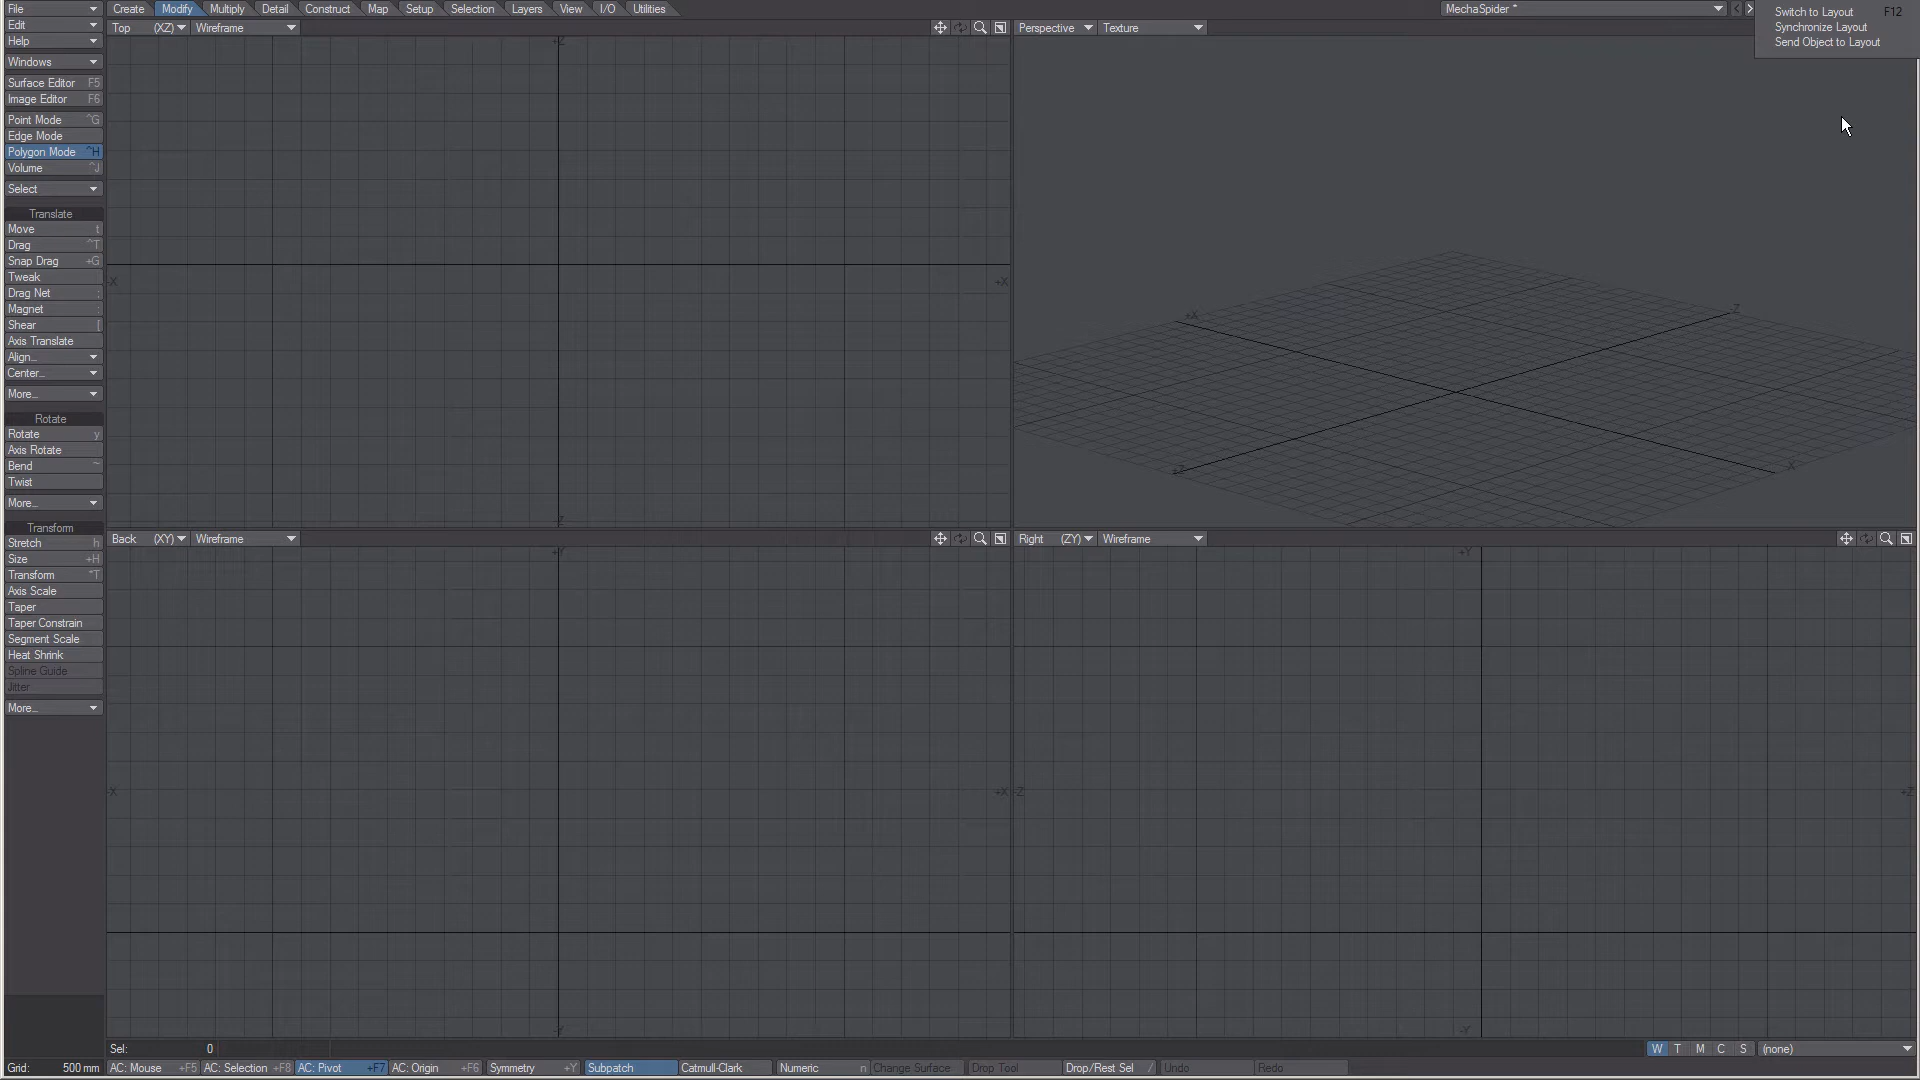 File Create Modify Multiply Detail Construct Map Setup Selection Layers View I/O Utilities MechaSpider * Switch to Layout F12
Edit Top (XZ) Wireframe Perspective Texture Synchronize Layout
Help Send Object to Layout
Windows
Surface Editor F5
Image Editor F6
Point Mode ^G
Edge Mode
Polygon Mode ^H
Volume ^J
Select
Translate
Move t
Drag ^T
Snap Drag +G
Tweak
Drag Net ;
Magnet :
Shear [
Axis Translate
Align...
Center...
More...
Rotate
Rotate y
Axis Rotate
Bend ~
Twist
More...
Transform
Stretch h
Back (XY) Wireframe Right (ZY) Wireframe
Size +H
Transform
Axis Scale
Taper
Taper Constrain
Segment Scale
Heat Shrink
Spline Guide
Jitter
More...
+X
-X
+Z
+Y
-Y
Sel: 0 W T M C S (none)
Grid: 500 mm AC: Mouse +F5 AC: Selection +F8 AC: Pivot +F7 AC: Origin +F6 Symmetry +Y Subpatch Catmull-Clark Numeric n Change Surface Drop Tool Drop/Rest Sel / Undo Redo